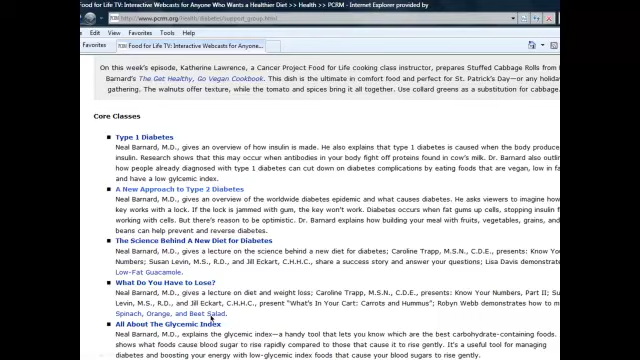 Food for Life TV: Interactive Webcasts for Anyone Who Wants a Healthier Diet >> Health >> PCRM - Internet Explorer provided by
http://www.pcrm.org/health/diabetes/support_group.html
Edit View Favorites Tools Help
Favorites Food for Life TV: Interactive Webcasts for Anyone ...
On this week's episode, Katherine Lawrence, a Cancer Project Food for Life cooking class instructor, prepares Stuffed Cabbage Rolls from
Barnard's The Get Healthy, Go Vegan Cookbook. This dish is the ultimate in comfort food and perfect for St. Patrick's Day—or any holiday
gathering. The walnuts offer texture, while the tomato and spices bring it all together. Use collard greens as a substitution for cabbage.
Core Classes
Type 1 Diabetes
Neal Barnard, M.D., gives an overview of how insulin is made. He also explains that type 1 diabetes is caused when the body produce
insulin. Research shows that this may occur when antibodies in your body fight off proteins found in cow's milk. Dr. Barnard also outlin
how people already diagnosed with type 1 diabetes can cut down on diabetes complications by eating foods that are vegan, low in fa
and have a low gylcemic index.
A New Approach to Type 2 Diabetes
Neal Barnard, M.D., gives an overview of the worldwide diabetes epidemic and what causes diabetes. He asks viewers to imagine how
key works with a lock. If the lock is jammed with gum, the key won't work. Diabetes occurs when fat gums up cells, stopping insulin f
working with cells. But there's reason to be optimistic. Dr. Barnard explains how building your meal with fruits, vegetables, grains, and
beans can help prevent and reverse diabetes.
The Science Behind A New Diet for Diabetes
Neal Barnard, M.D., gives a lecture on the science behind a new diet for diabetes; Caroline Trapp, M.S.N., C.D.E., presents: Know You
Numbers; Susan Levin, M.S., R.D., and Jill Eckart, C.H.H.C., share a success story and answer your questions; Lisa Davis demonstrate
Low-Fat Guacamole.
What Do You Have to Lose?
Neal Barnard, M.D., gives a lecture on diet and weight loss; Caroline Trapp, M.S.N., C.D.E., presents: Know Your Numbers, Part II; Su
Levin, M.S., R.D., and Jill Eckart, C.H.H.C., present "What's In Your Cart: Carrots and Hummus"; Robyn Webb demonstrates how to m
Spinach, Orange, and Beet Salad.
All About The Glycemic Index
Neal Barnard, M.D., explains the glycemic index—a handy tool that lets you know which are the best carbohydrate-containing foods.
shows what foods cause blood sugar to rise rapidly compared to those that cause it to rise gently. It's a useful tool for managing
diabetes and boosting your energy with low-glycemic index foods that cause your blood sugars to rise gently.